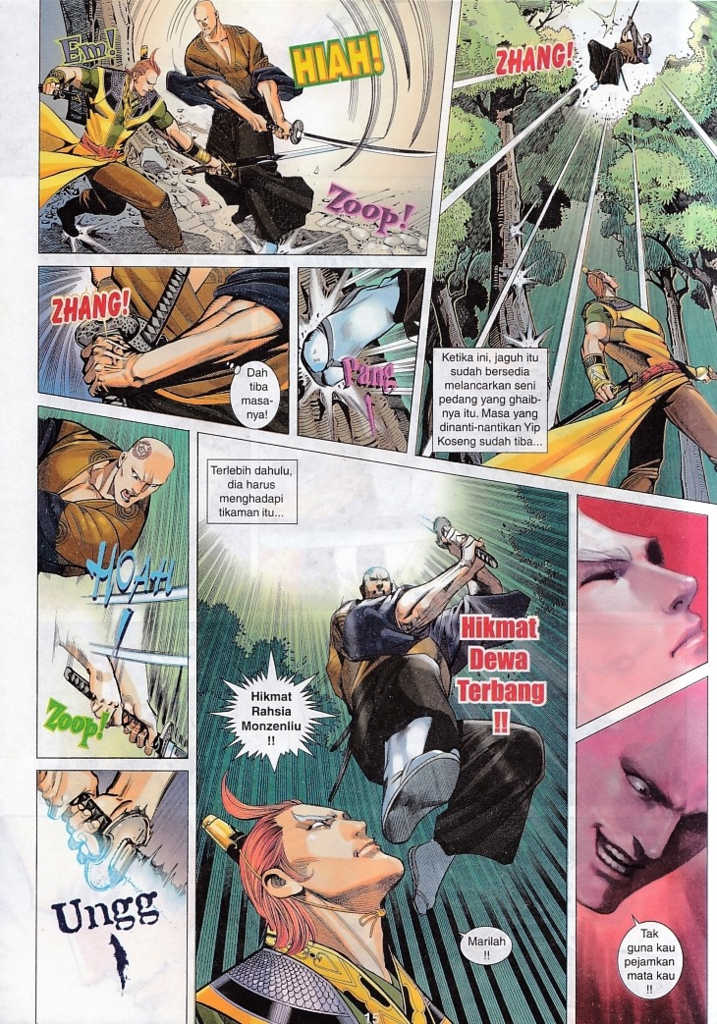 Em!
HIAH!
Zoop!
ZHANG!
ZHANG!
Dah
tiba
masa-
nya!
Pang
!
Ketika ini, jaguh itu
sudah bersedia
melancarkan seni
pedang yang ghaib-
nya itu. Masa yang
dinanti-nantikan Yip
Koseng sudah tiba...
HOAH
!
Zoop!
Ungg
!
Terlebih dahulu,
dia harus
menghadapi
tikaman itu...
Hikmat
Rahsia
Monzenliu
!!
Hikmat
Dewa
Terbang
!!
Marilah
!!
Tak
guna kau
pejamkan
mata kau
!!
15